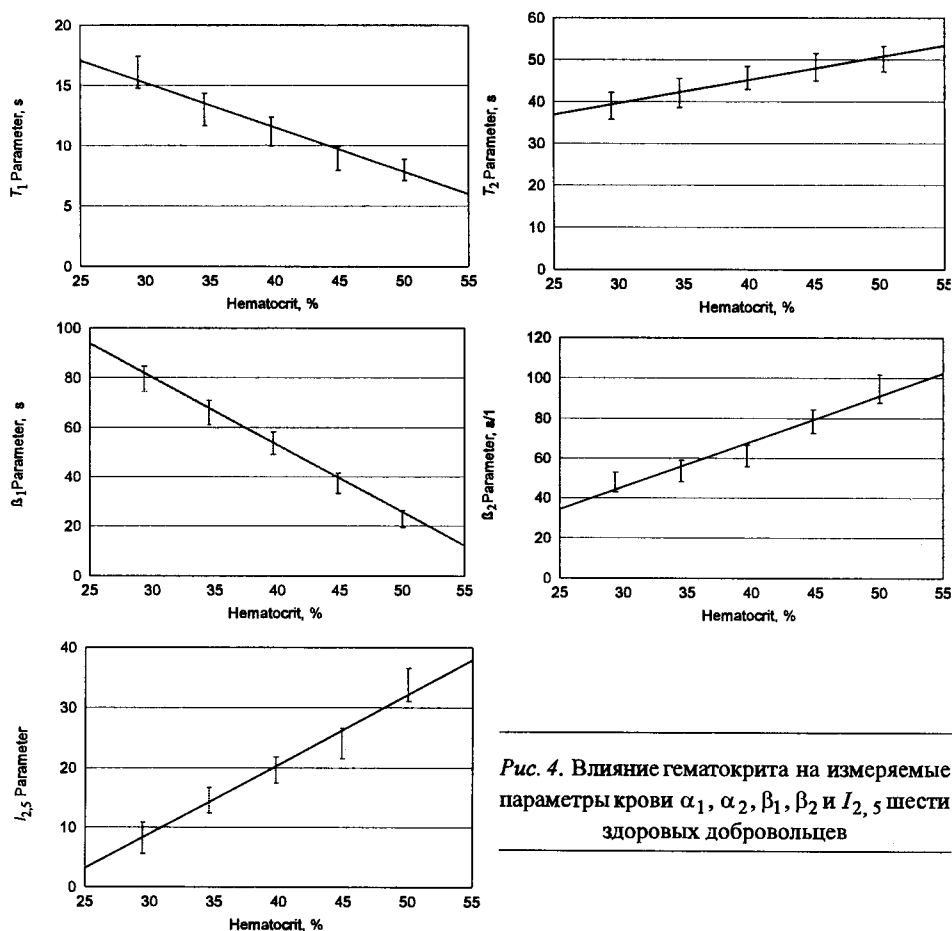 20
15
10
5
0
T₁ Parameter, s
25 30 35 40 45 50 55
Hematocrit, %
60
50
40
30
20
10
0
T₂ Parameter, s
25 30 35 40 45 50 55
Hematocrit, %
100
80
60
40
20
0
ß₁ Parameter, s
25 30 35 40 45 50 55
Hematocrit, %
120
100
80
60
40
20
0
ß₂ Parameter, s/1
25 30 35 40 45 50 55
Hematocrit, %
40
30
20
10
0
I₂,₅ Parameter
25 30 35 40 45 50 55
Hematocrit, %
Рис. 4. Влияние гематокрита на измеряемые
параметры крови α₁, α₂, β₁, β₂ и I₂, ₅ шести
здоровых добровольцев